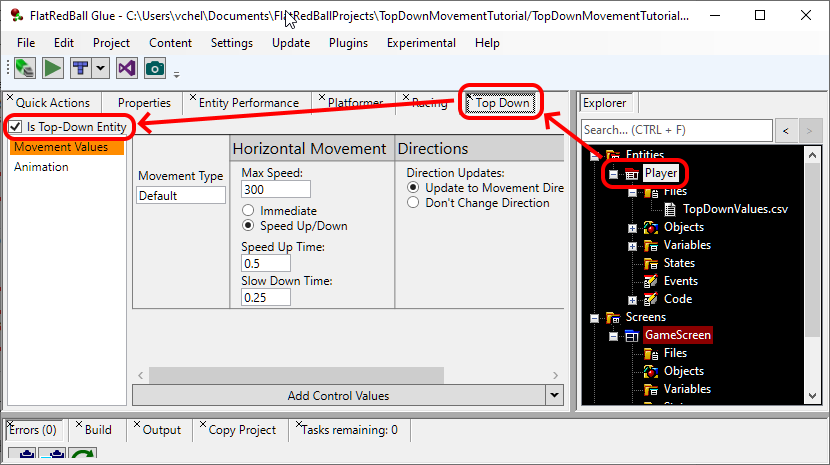 FlatRedBall Glue - C:\Users\vchel\Documents\FlatRedBallProjects\TopDownMovementTutorial/TopDownMovementTutorial...
File Project Content Settings Update Plugins Experimental Help
Quick Actions Properties Entity Performance Platformer Racing Top Down
Explorer
Is Top-Down Entity
Search... (CTRL + F)
< >
Movement Values
Animation
Horizontal Movement Directions
Movement Type
Default
Max Speed:
300
Immediate
Speed Up/Down
Speed Up Time:
0.5
Slow Down Time:
0.25
Direction Updates:
Update to Movement Dire
Don't Change Direction
Add Control Values
Entities
Player
Files
TopDownValues.csv
Objects
Variables
States
Events
Code
Screens
GameScreen
Files
Objects
Variables
States
Errors (0) Build Output Copy Project Tasks remaining: 0